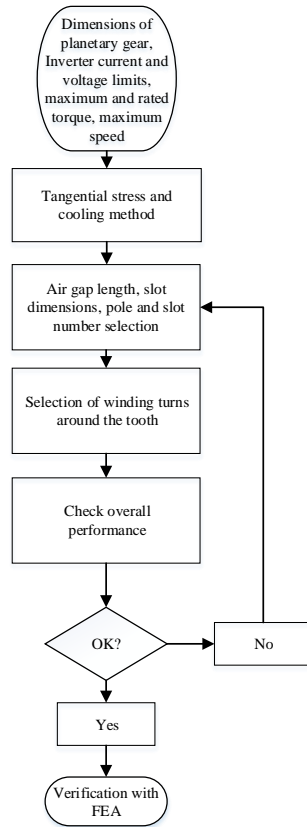 Dimensions of
planetary gear,
Inverter current and
voltage limits,
maximum and rated
torque, maximum
speed
Tangential stress and
cooling method
Air gap length, slot
dimensions, pole and slot
number selection
Selection of winding turns
around the tooth
Check overall
performance
OK?
No
Yes
Verification with
FEA